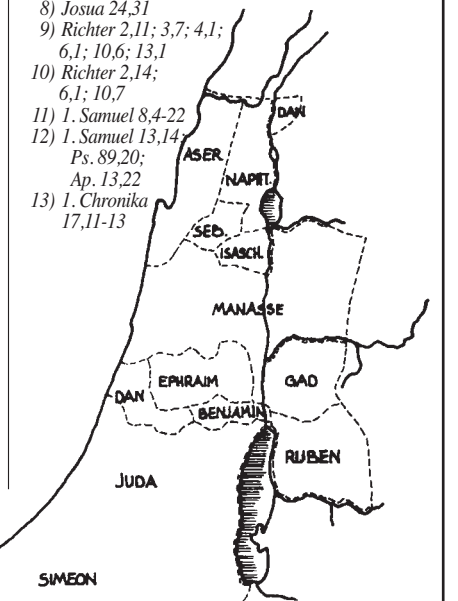 8) Josua 24,31
9) Richter 2,11; 3,7; 4,1;
6,1; 10,6; 13,1
10) Richter 2,14;
6,1; 10,7
11) 1. Samuel 8,4-22
12) 1. Samuel 13,14;
Ps. 89,20;
Ap. 13,22
13) 1. Chronika
17,11-13
DAN
ASER
NAPHT.
SEB.
ISASCH.
MANASSE
DAN
EPHRAIM
GAD
BENJAMIN
RUBEN
JUDA
SIMEON